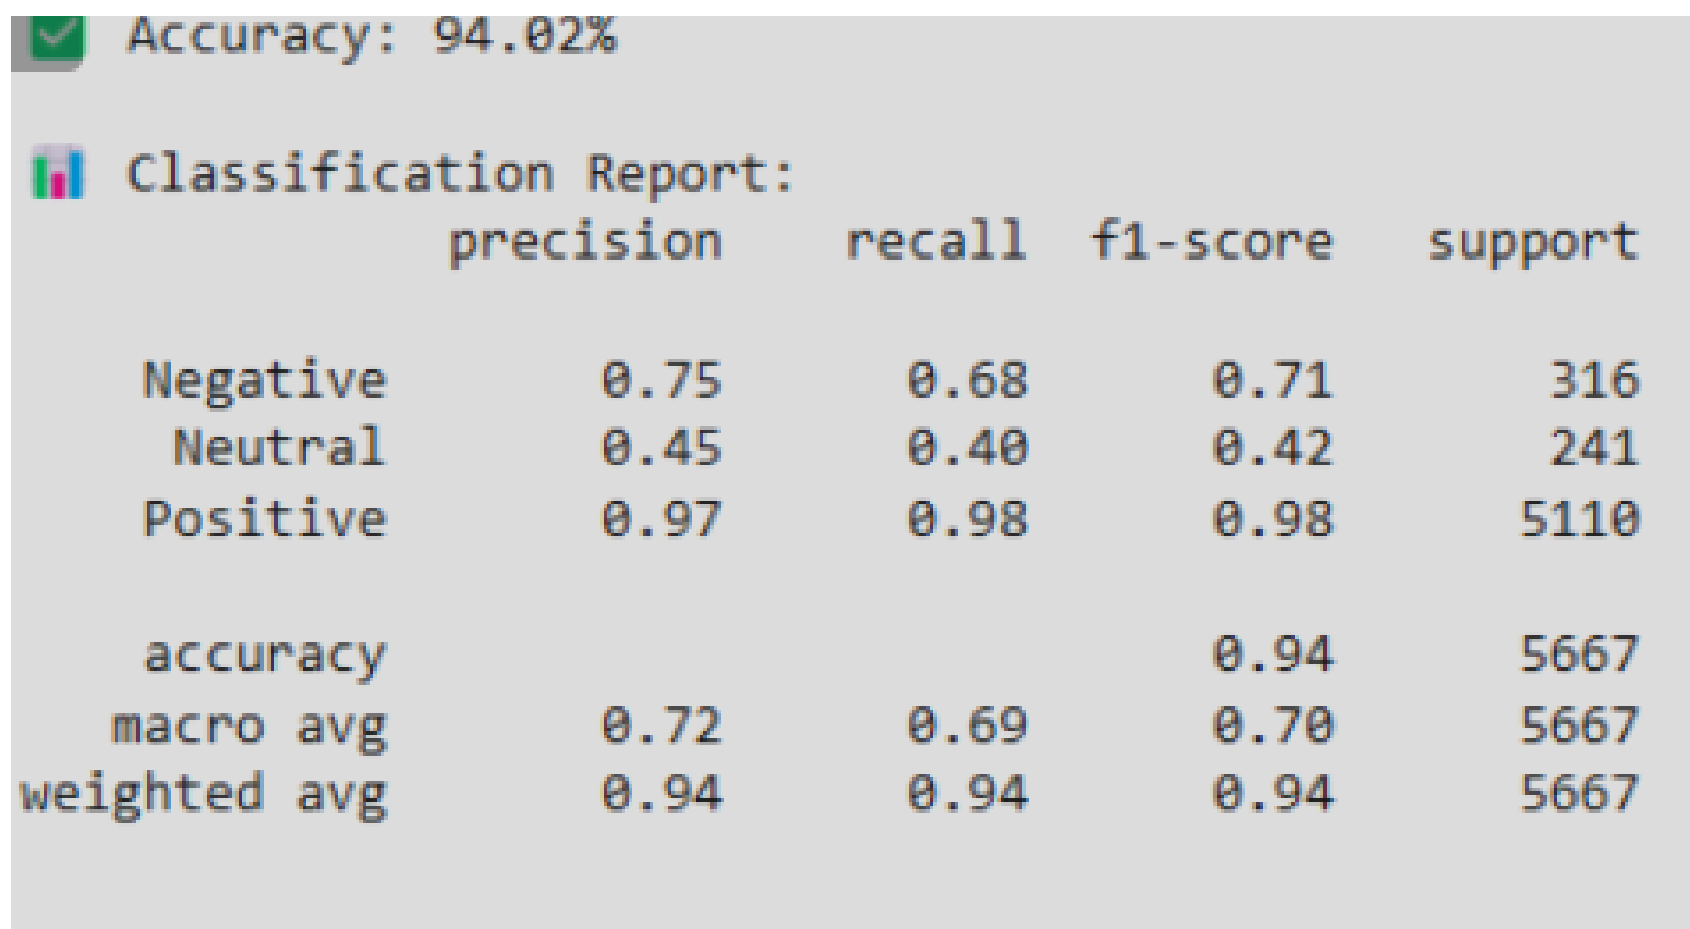 Accuracy: 94.02%
Classification Report:
precision recall f1-score support
Negative 0.75 0.68 0.71 316
Neutral 0.45 0.40 0.42 241
Positive 0.97 0.98 0.98 5110
accuracy 0.94 5667
macro avg 0.72 0.69 0.70 5667
weighted avg 0.94 0.94 0.94 5667